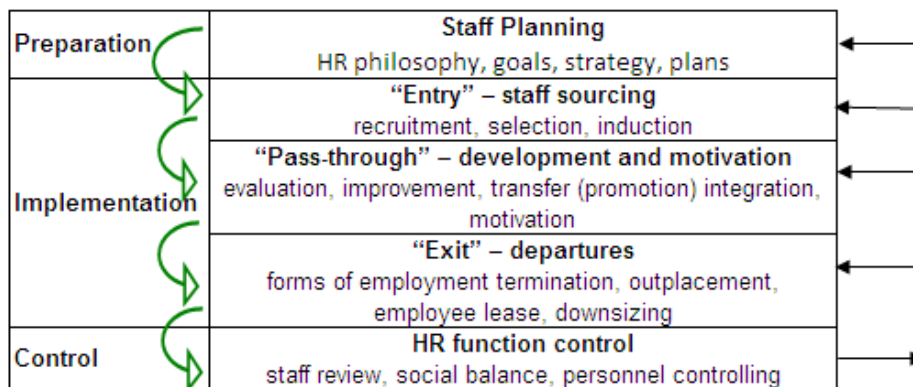 Preparation
Staff Planning
HR philosophy, goals, strategy, plans
Implementation
“Entry” – staff sourcing
recruitment, selection, induction
“Pass-through” – development and motivation
evaluation, improvement, transfer (promotion) integration,
motivation
“Exit” – departures
forms of employment termination, outplacement,
employee lease, downsizing
Control
HR function control
staff review, social balance, personnel controlling